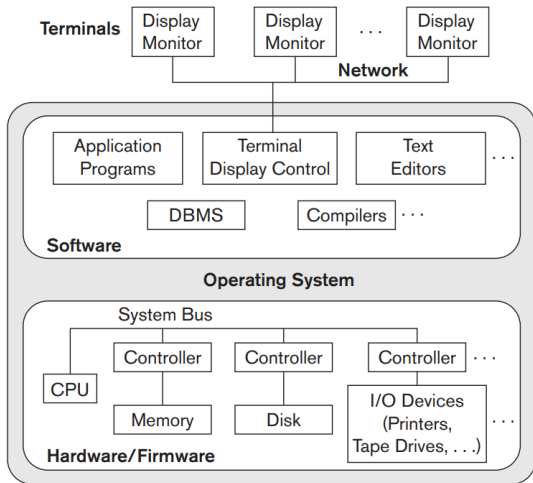 Terminals
Display
Monitor
Display
Monitor
. . .
Display
Monitor
Network
Application
Programs
Terminal
Display Control
Text
Editors
. . .
DBMS
Compilers
. . .
Software
Operating System
System Bus
CPU
Controller
Controller
Controller
. . .
Memory
Disk
I/O Devices
(Printers,
Tape Drives, . . .)
. . .
Hardware/Firmware